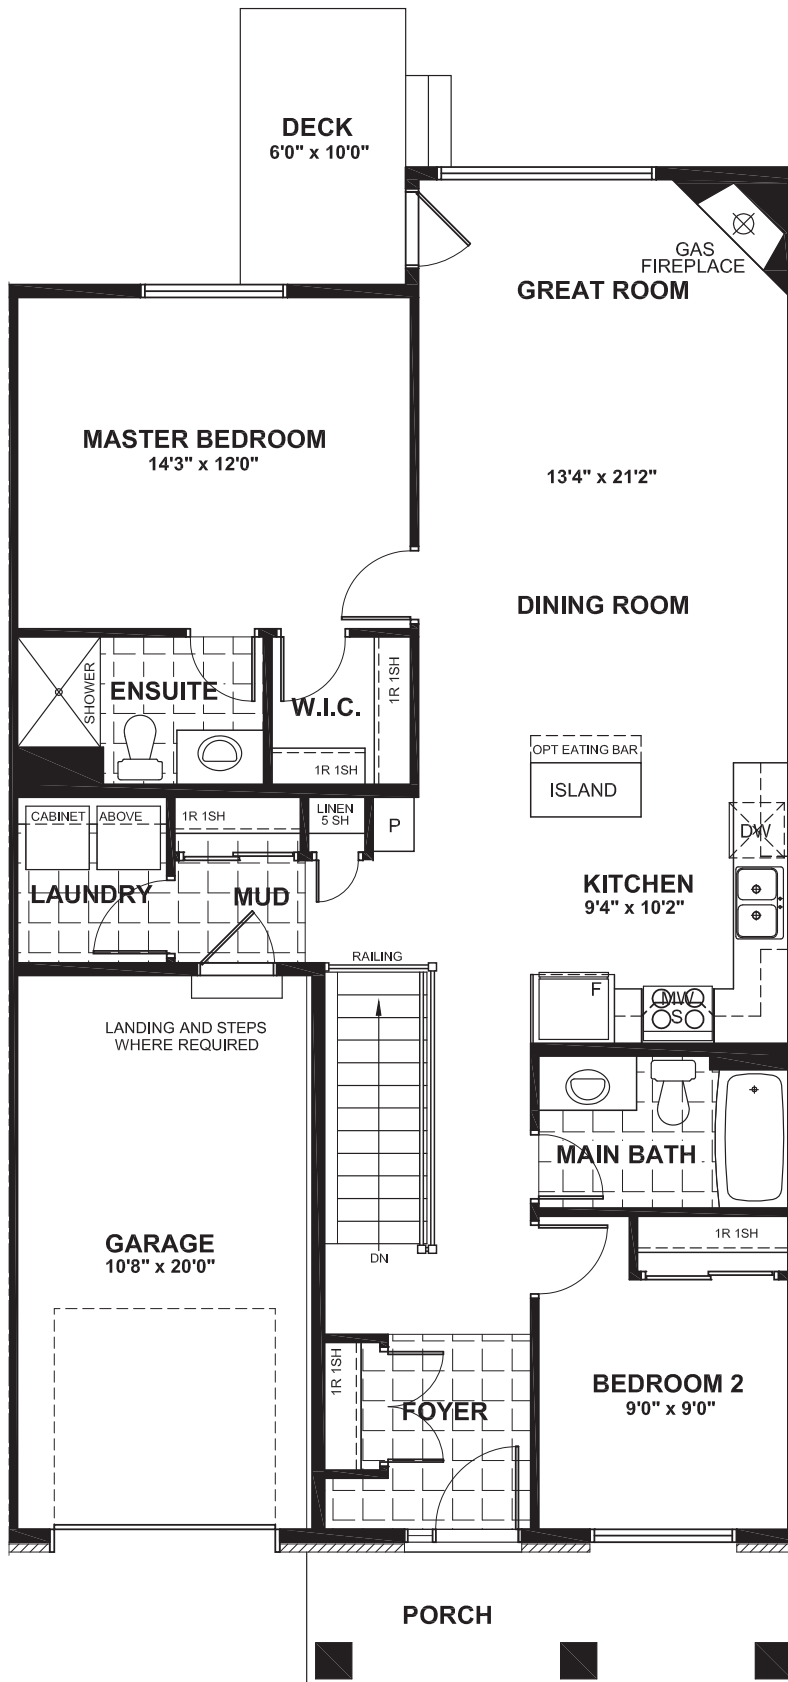 DECK
6'0" x 10'0"
GAS
FIREPLACE
GREAT ROOM
MASTER BEDROOM
14'3" x 12'0"
13'4" x 21'2"
DINING ROOM
SHOWER
ENSUITE
W.I.C.
1R 1SH
1R 1SH
OPT EATING BAR
ISLAND
CABINET ABOVE
1R 1SH
LINEN
5 SH
P
DW
LAUNDRY
MUD
KITCHEN
9'4" x 10'2"
RAILING
F
MW
S
LANDING AND STEPS
WHERE REQUIRED
MAIN BATH
GARAGE
10'8" x 20'0"
DN
1R 1SH
1R 1SH
FOYER
BEDROOM 2
9'0" x 9'0"
PORCH